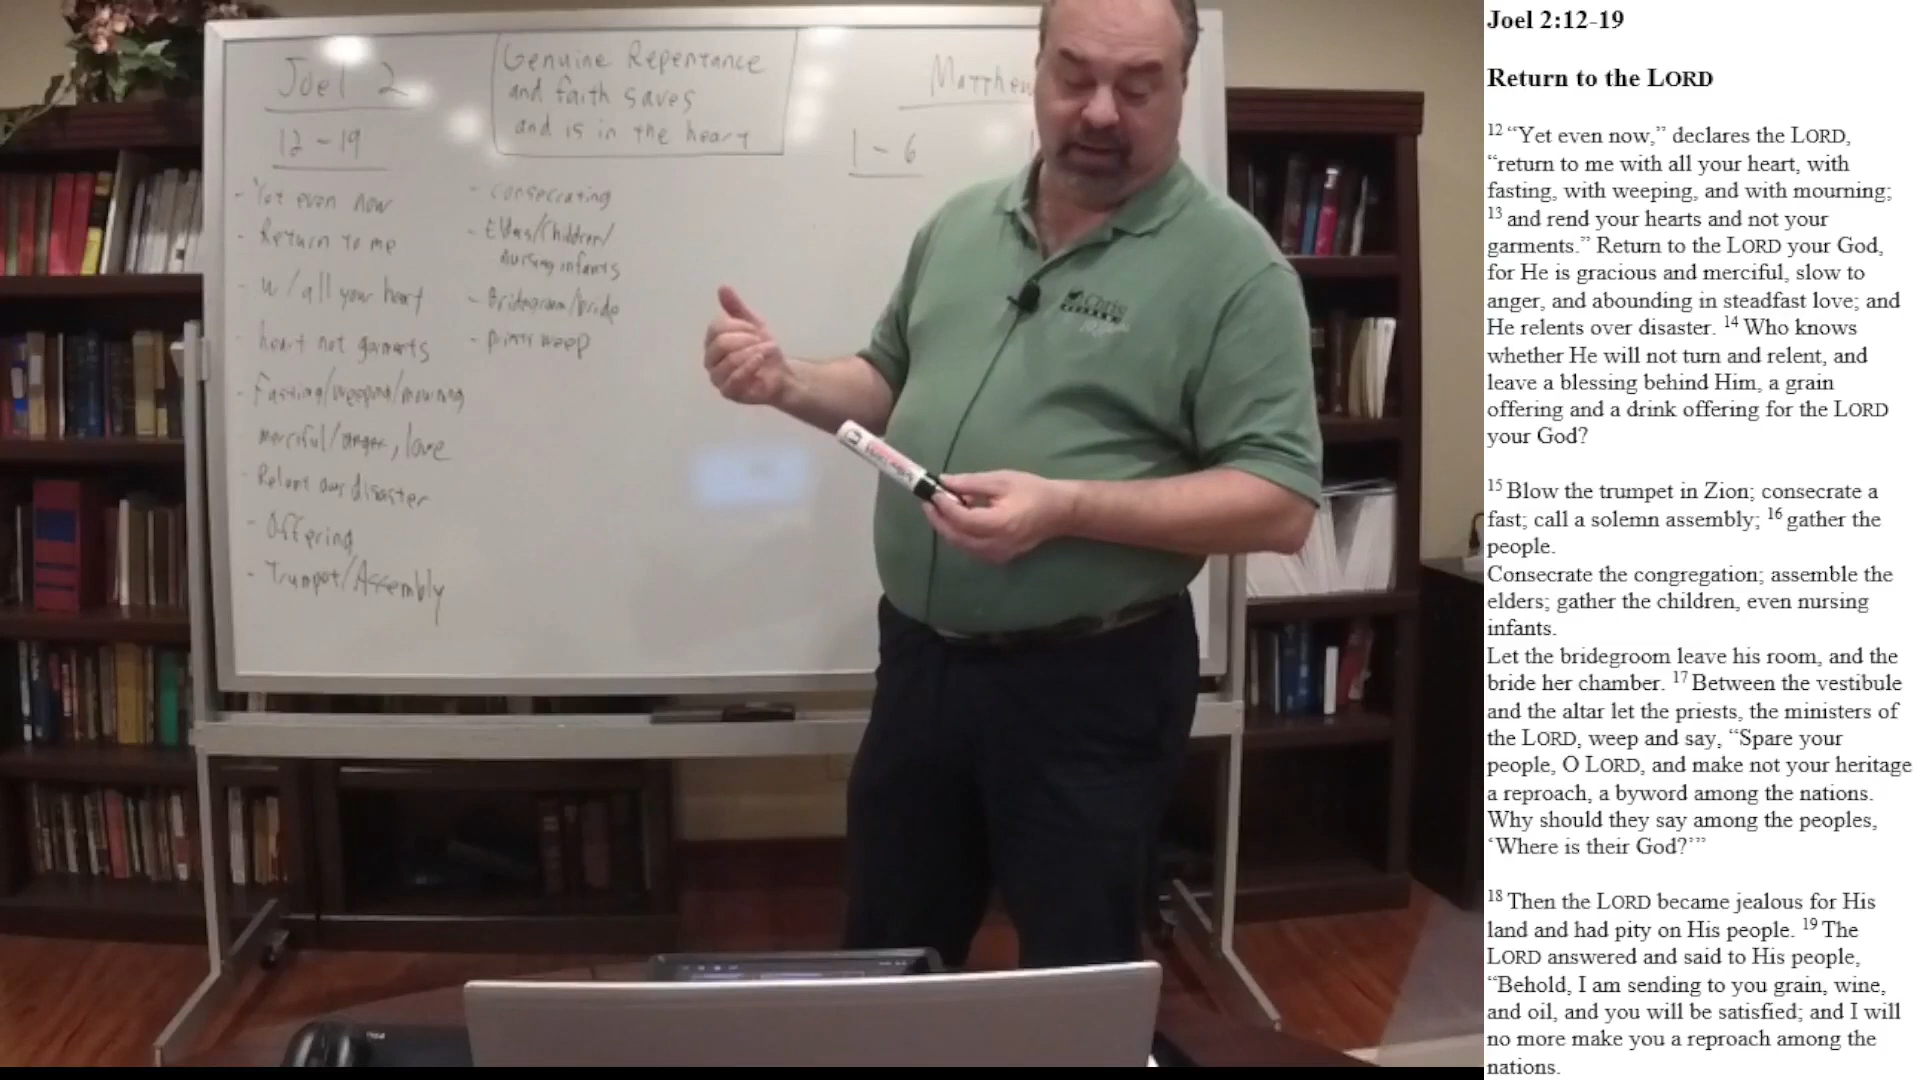 Joel 2
12 - 19
- Yet even now
- Return to me
- w/all your heart
- heart not garments
- Fasting/weeping/mourning
merciful/anger, love
- Relent over disaster
- Offering
- Trumpet/Assembly
Genuine Repentance
and faith saves
and is in the heart
- consecrating
- Elders/Children/
nursing infants
- Bridegroom/bride
- priests weep
Matthew
1 - 6
Christ
Joel 2:12-19
Return to the LORD
12 “Yet even now,” declares the LORD,
“return to me with all your heart, with
fasting, with weeping, and with mourning;
13 and rend your hearts and not your
garments.” Return to the LORD your God,
for He is gracious and merciful, slow to
anger, and abounding in steadfast love; and
He relents over disaster. 14 Who knows
whether He will not turn and relent, and
leave a blessing behind Him, a grain
offering and a drink offering for the LORD
your God?
15 Blow the trumpet in Zion; consecrate a
fast; call a solemn assembly; 16 gather the
people.
Consecrate the congregation; assemble the
elders; gather the children, even nursing
infants.
Let the bridegroom leave his room, and the
bride her chamber. 17 Between the vestibule
and the altar let the priests, the ministers of
the LORD, weep and say, “Spare your
people, O LORD, and make not your heritage
a reproach, a byword among the nations.
Why should they say among the peoples,
‘Where is their God?’”
18 Then the LORD became jealous for His
land and had pity on His people. 19 The
LORD answered and said to His people,
“Behold, I am sending to you grain, wine,
and oil, and you will be satisfied; and I will
no more make you a reproach among the
nations.